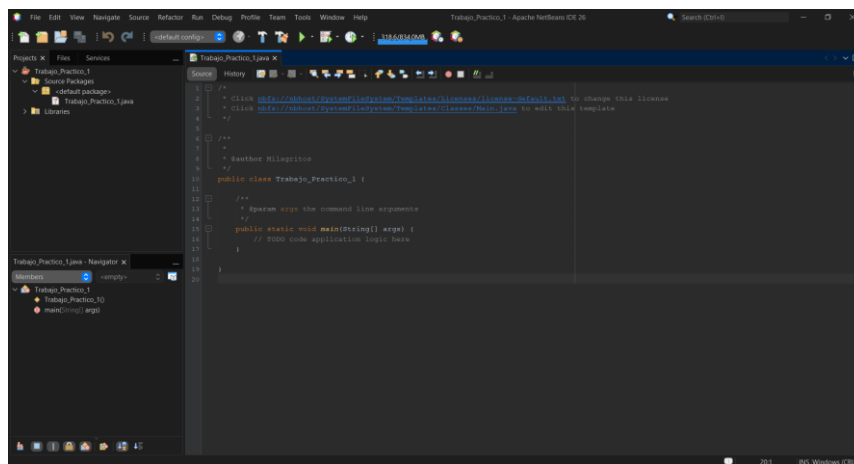 File Edit View Navigate Source Refactor Run Debug Profile Team Tools Window Help
Trabajo_Practico_1 - Apache NetBeans IDE 26
Search (Ctrl+I)
<default config>
318.6/834.0MB
Projects Files Services
Trabajo_Practico_1.java
Trabajo_Practico_1
Source Packages
<default package>
Trabajo_Practico_1.java
Libraries
Source History
1 /*
2 * Click nbfs://nbhost/SystemFileSystem/Templates/Licenses/license-default.txt to change this license
3 * Click nbfs://nbhost/SystemFileSystem/Templates/Classes/Main.java to edit this template
4 */
5
6 /**
7 *
8 * @author Milagritos
9 */
10 public class Trabajo_Practico_1 {
11
12 /**
13 * @param args the command line arguments
14 */
15 public static void main(String[] args) {
16 // TODO code application logic here
17 }
18
19 }
20
Trabajo_Practico_1.java - Navigator
Members
<empty>
Trabajo_Practico_1
Trabajo_Practico_1()
main(String[] args)
20:1
INS
Windows (CRL